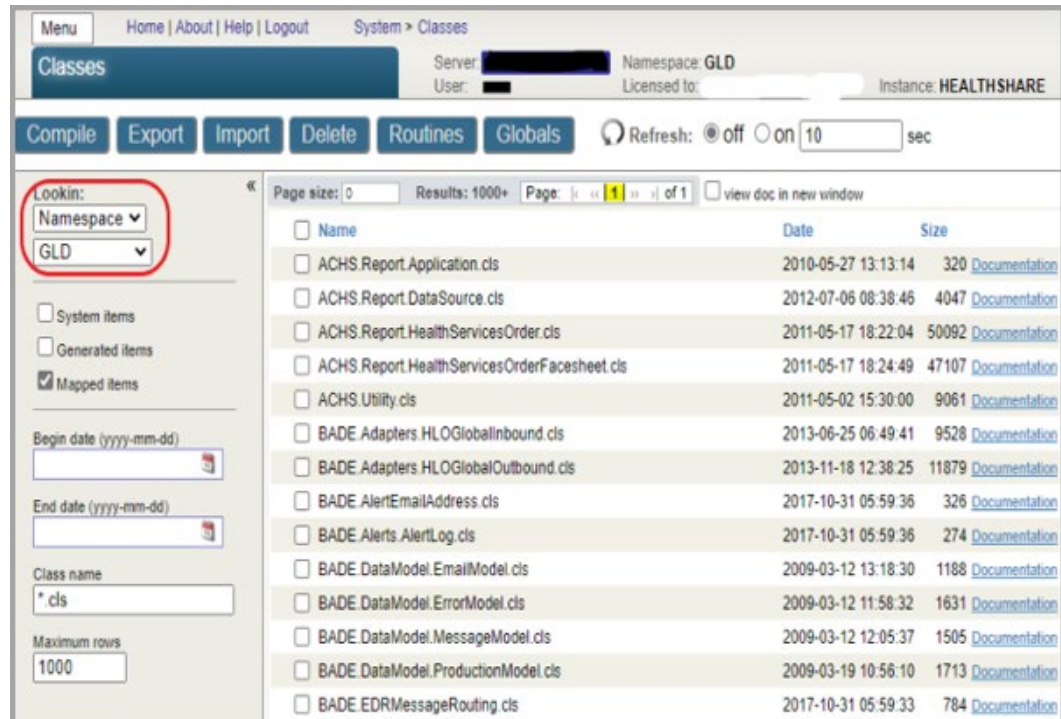 Menu Home | About | Help | Logout System > Classes
Classes
Server: Namespace: GLD
User: Licensed to: Instance: HEALTHSHARE
Compile Export Import Delete Routines Globals Refresh: off on 10 sec
Lookin:
Namespace
GLD
System items
Generated items
Mapped items
Begin date (yyyy-mm-dd)
End date (yyyy-mm-dd)
Class name
*.cls
Maximum rows
1000
«
Page size: 0 Results: 1000+ Page: |‹ ‹‹ 1 ›› ›| of 1 view doc in new window
Name Date Size
ACHS.Report.Application.cls 2010-05-27 13:13:14 320 Documentation
ACHS.Report.DataSource.cls 2012-07-06 08:38:46 4047 Documentation
ACHS.Report.HealthServicesOrder.cls 2011-05-17 18:22:04 50092 Documentation
ACHS.Report.HealthServicesOrderFacesheet.cls 2011-05-17 18:24:49 47107 Documentation
ACHS.Utility.cls 2011-05-02 15:30:00 9061 Documentation
BADE.Adapters.HLOGlobalInbound.cls 2013-06-25 06:49:41 9528 Documentation
BADE.Adapters.HLOGlobalOutbound.cls 2013-11-18 12:38:25 11879 Documentation
BADE.AlertEmailAddress.cls 2017-10-31 05:59:36 326 Documentation
BADE.Alerts.AlertLog.cls 2017-10-31 05:59:36 274 Documentation
BADE.DataModel.EmailModel.cls 2009-03-12 13:18:30 1188 Documentation
BADE.DataModel.ErrorModel.cls 2009-03-12 11:58:32 1631 Documentation
BADE.DataModel.MessageModel.cls 2009-03-12 12:05:37 1505 Documentation
BADE.DataModel.ProductionModel.cls 2009-03-19 10:56:10 1713 Documentation
BADE.EDRMessageRouting.cls 2017-10-31 05:59:33 784 Documentation